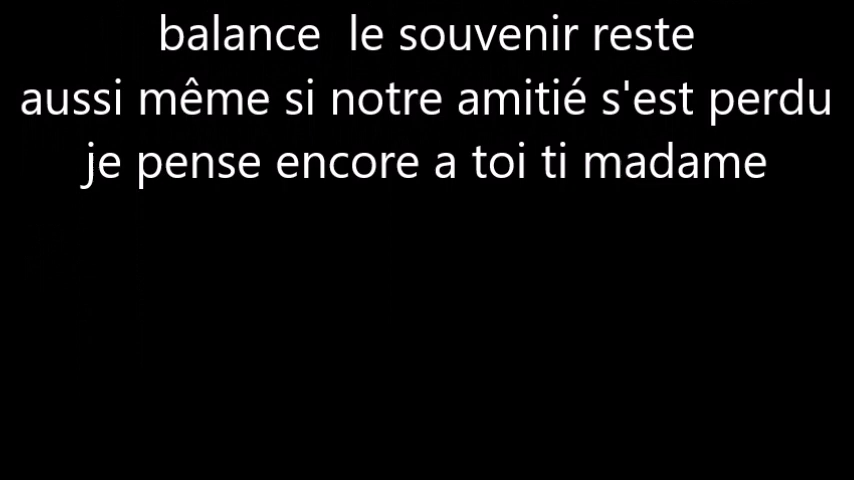 balance  le souvenir reste
aussi même si notre amitié s'est perdu
je pense encore a toi ti madame